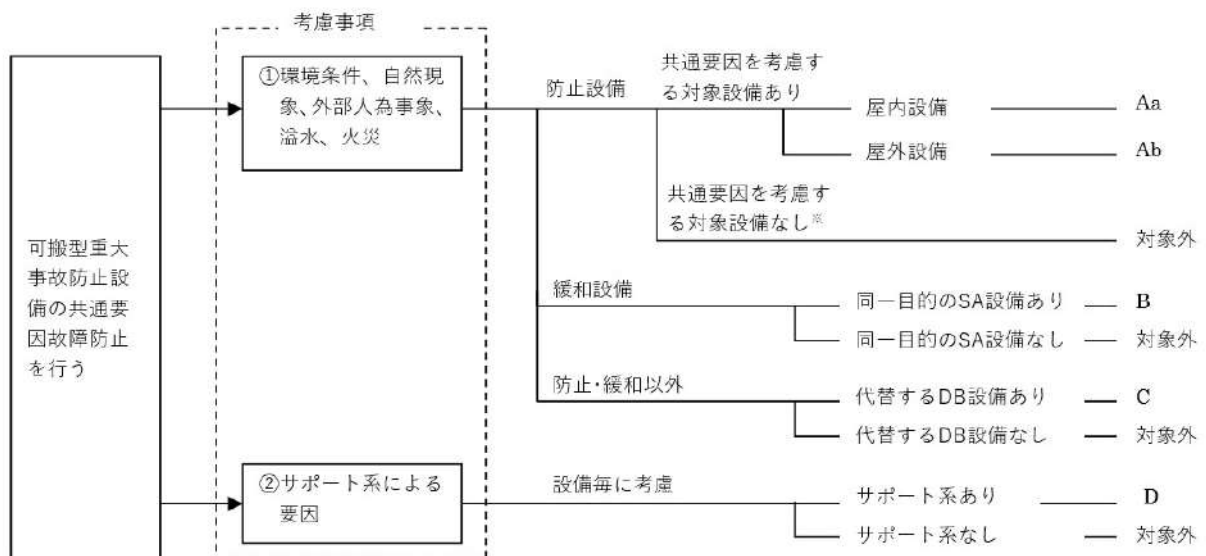 考慮事項
可搬型重大
事故防止設
備の共通要
因故障防止
を行う
①環境条件、自然現
象、外部人為事象、
溢水、火災
防止設備
共通要因を考慮す
る対象設備あり
屋内設備
Aa
屋外設備
Ab
共通要因を考慮す
る対象設備なし※
対象外
緩和設備
同一目的のSA設備あり
B
同一目的のSA設備なし
対象外
防止・緩和以外
代替するDB設備あり
C
代替するDB設備なし
対象外
②サポート系による
要因
設備毎に考慮
サポート系あり
D
サポート系なし
対象外